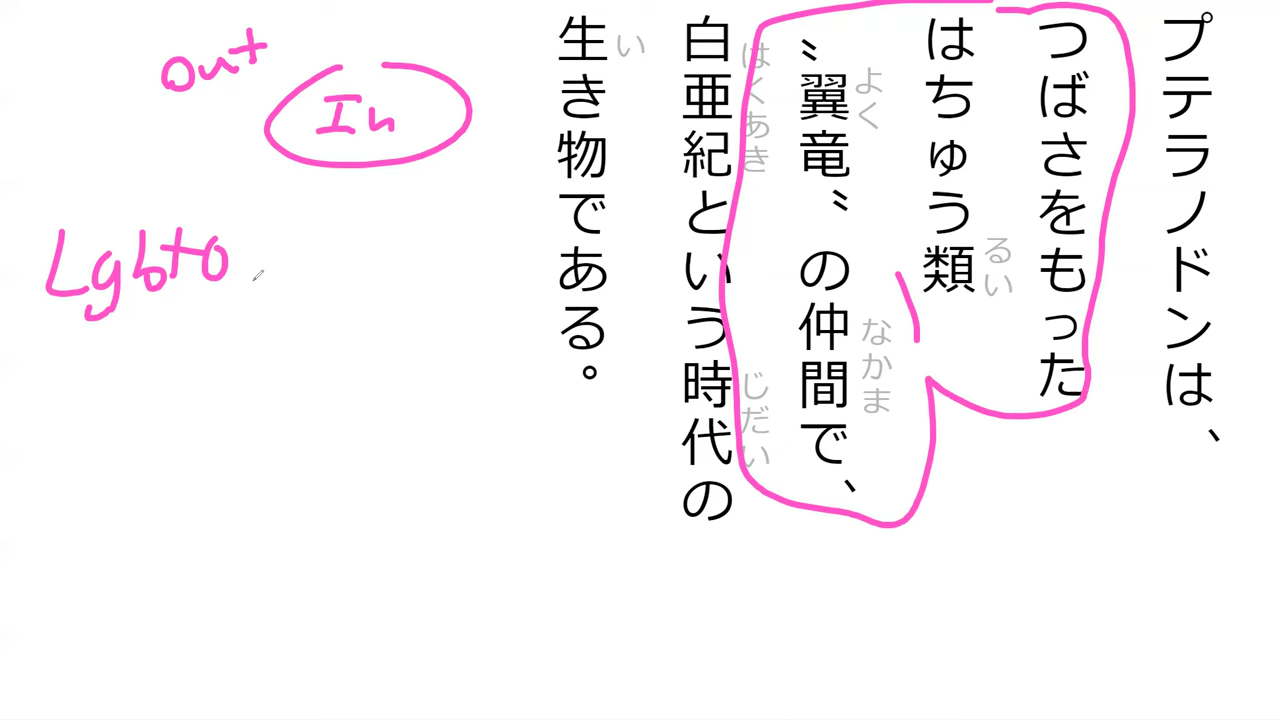 プテラノドンは、
つばさをもった
はちゅう類
るい
〝翼竜〟の仲間で、
よく
なかま
白亜紀という時代の
はくあき
じだい
生き物である。
い
out
In
Lgbto